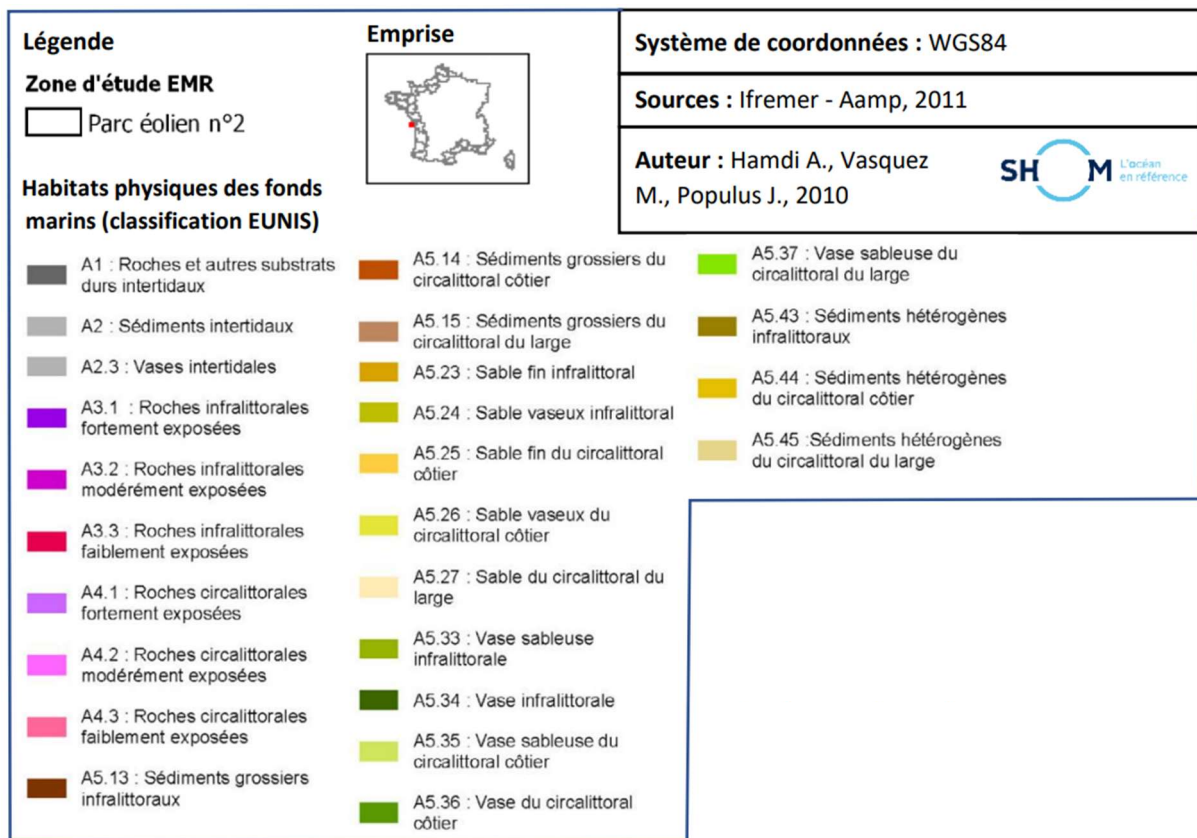 Légende
Zone d'étude EMR
Parc éolien n°2
Emprise
Système de coordonnées : WGS84
Sources : Ifremer - Aamp, 2011
Auteur : Hamdi A., Vasquez
M., Populus J., 2010
SHOM L'océan
en référence
Habitats physiques des fonds
marins (classification EUNIS)
A1 : Roches et autres substrats
durs intertidaux
A2 : Sédiments intertidaux
A2.3 : Vases intertidales
A3.1 : Roches infralittorales
fortement exposées
A3.2 : Roches infralittorales
modérément exposées
A3.3 : Roches infralittorales
faiblement exposées
A4.1 : Roches circalittorales
fortement exposées
A4.2 : Roches circalittorales
modérément exposées
A4.3 : Roches circalittorales
faiblement exposées
A5.13 : Sédiments grossiers
infralittoraux
A5.14 : Sédiments grossiers du
circalittoral côtier
A5.15 : Sédiments grossiers du
circalittoral du large
A5.23 : Sable fin infralittoral
A5.24 : Sable vaseux infralittoral
A5.25 : Sable fin du circalittoral
côtier
A5.26 : Sable vaseux du
circalittoral côtier
A5.27 : Sable du circalittoral du
large
A5.33 : Vase sableuse
infralittorale
A5.34 : Vase infralittorale
A5.35 : Vase sableuse du
circalittoral côtier
A5.36 : Vase du circalittoral
côtier
A5.37 : Vase sableuse du
circalittoral du large
A5.43 : Sédiments hétérogènes
infralittoraux
A5.44 : Sédiments hétérogènes
du circalittoral côtier
A5.45 :Sédiments hétérogènes
du circalittoral du large